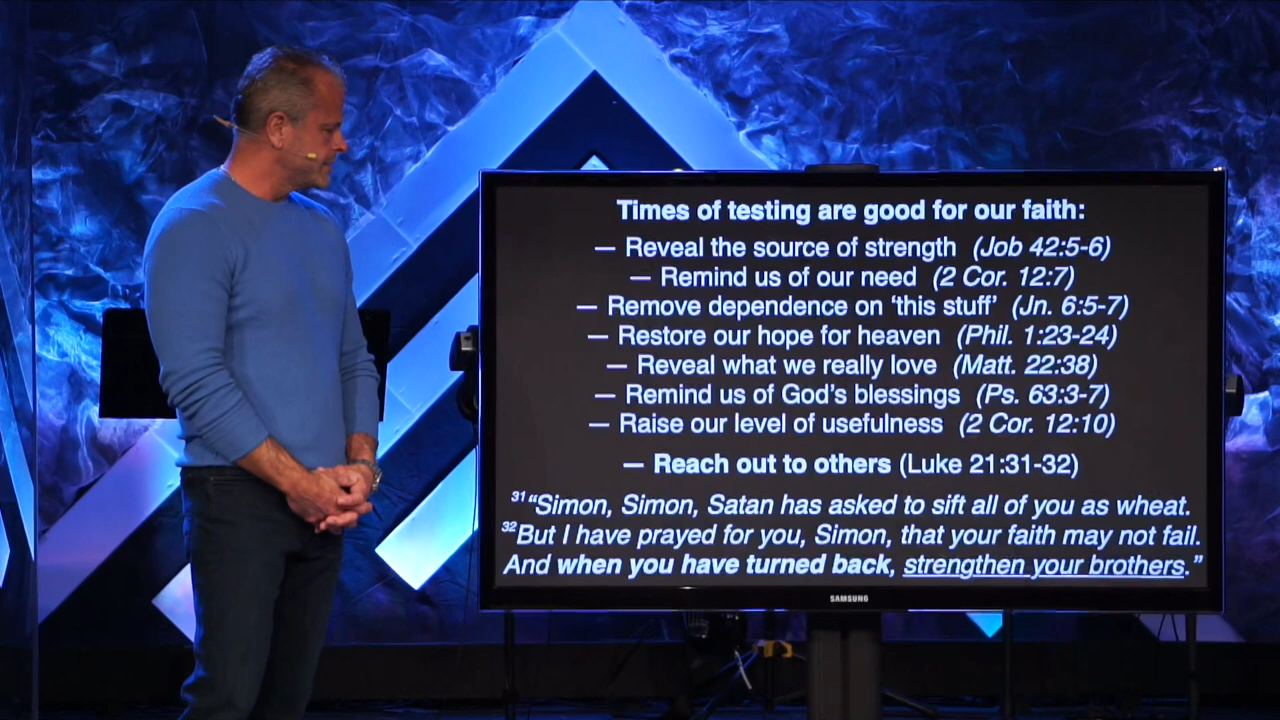 Times of testing are good for our faith:
— Reveal the source of strength (Job 42:5-6)
— Remind us of our need (2 Cor. 12:7)
— Remove dependence on ‘this stuff’ (Jn. 6:5-7)
— Restore our hope for heaven (Phil. 1:23-24)
— Reveal what we really love (Matt. 22:38)
— Remind us of God’s blessings (Ps. 63:3-7)
— Raise our level of usefulness (2 Cor. 12:10)
— Reach out to others (Luke 21:31-32)
31“Simon, Simon, Satan has asked to sift all of you as wheat.
32But I have prayed for you, Simon, that your faith may not fail.
And when you have turned back, strengthen your brothers.”
SAMSUNG